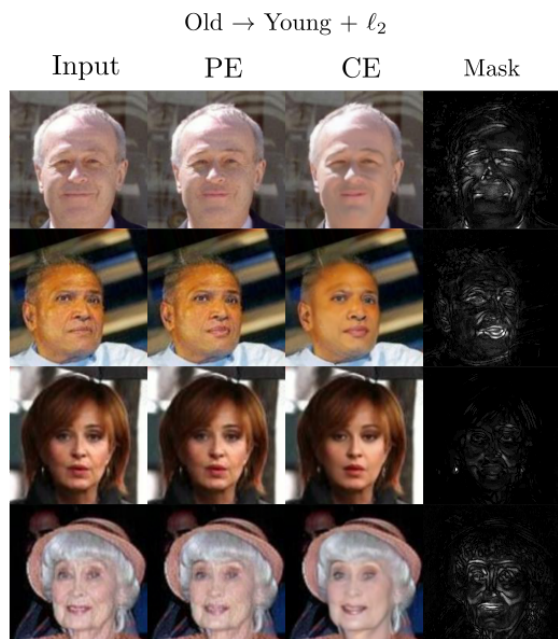 Old → Young + ℓ₂
Input PE CE Mask